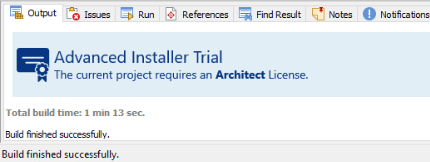 Output Issues Run References Find Result Notes Notifications
Advanced Installer Trial
The current project requires an Architect License.
Total build time: 1 min 13 sec.
Build finished successfully.
Build finished successfully.